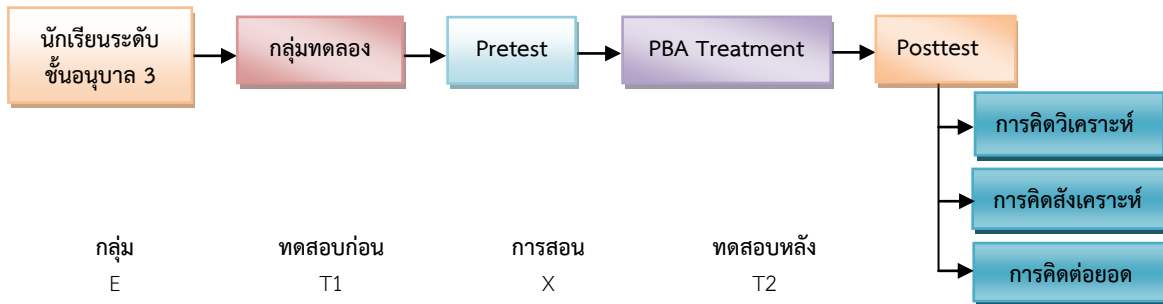 นักเรียนระดับ
ชั้นอนุบาล 3
กลุ่มทดลอง
Pretest
PBA Treatment
Posttest
การคิดวิเคราะห์
การคิดสังเคราะห์
การคิดต่อยอด
กลุ่ม ทดสอบก่อน การสอน ทดสอบหลัง
E T1 X T2